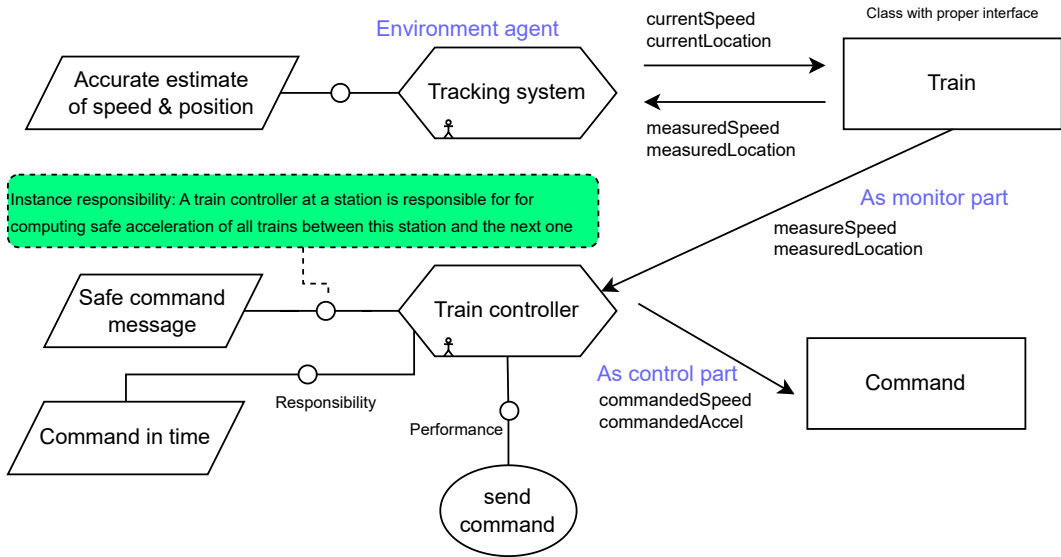 Class with proper interface
Environment agent
currentSpeed
currentLocation
Accurate estimate
of speed & position
Tracking system
Train
measuredSpeed
measuredLocation
Instance responsibility: A train controller at a station is responsible for for
computing safe acceleration of all trains between this station and the next one
As monitor part
measureSpeed
measuredLocation
Safe command
message
Train controller
As control part
commandedSpeed
commandedAccel
Command
Responsibility
Performance
Command in time
send
command